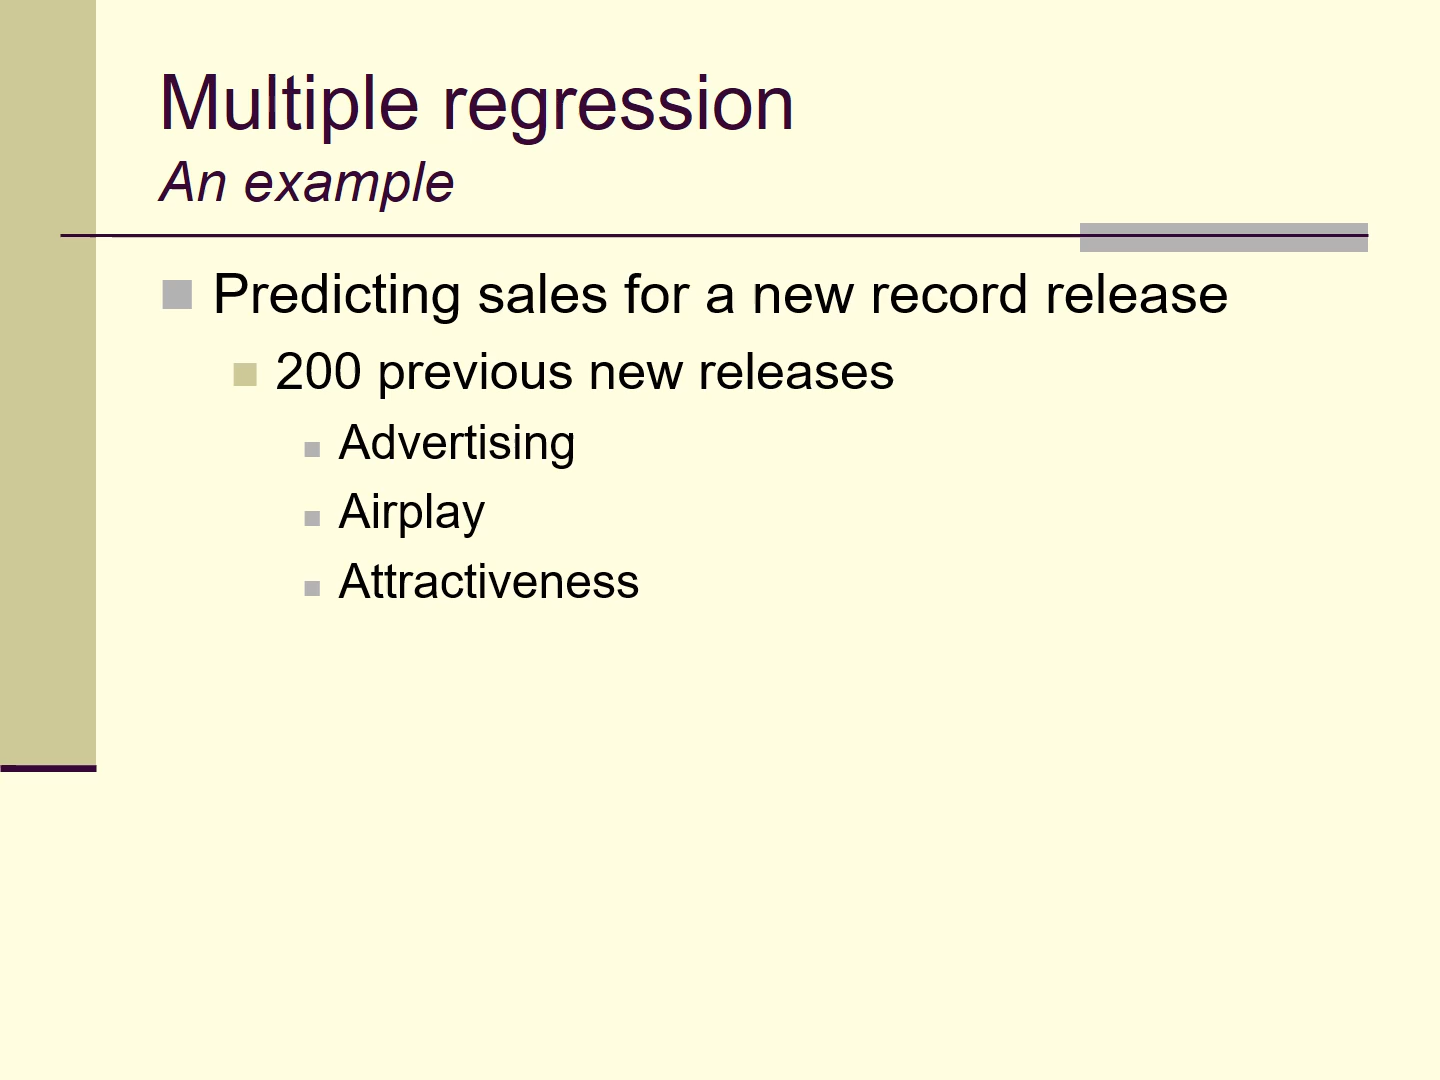 Multiple regression
An example
Predicting sales for a new record release
200 previous new releases
Advertising
Airplay
Attractiveness